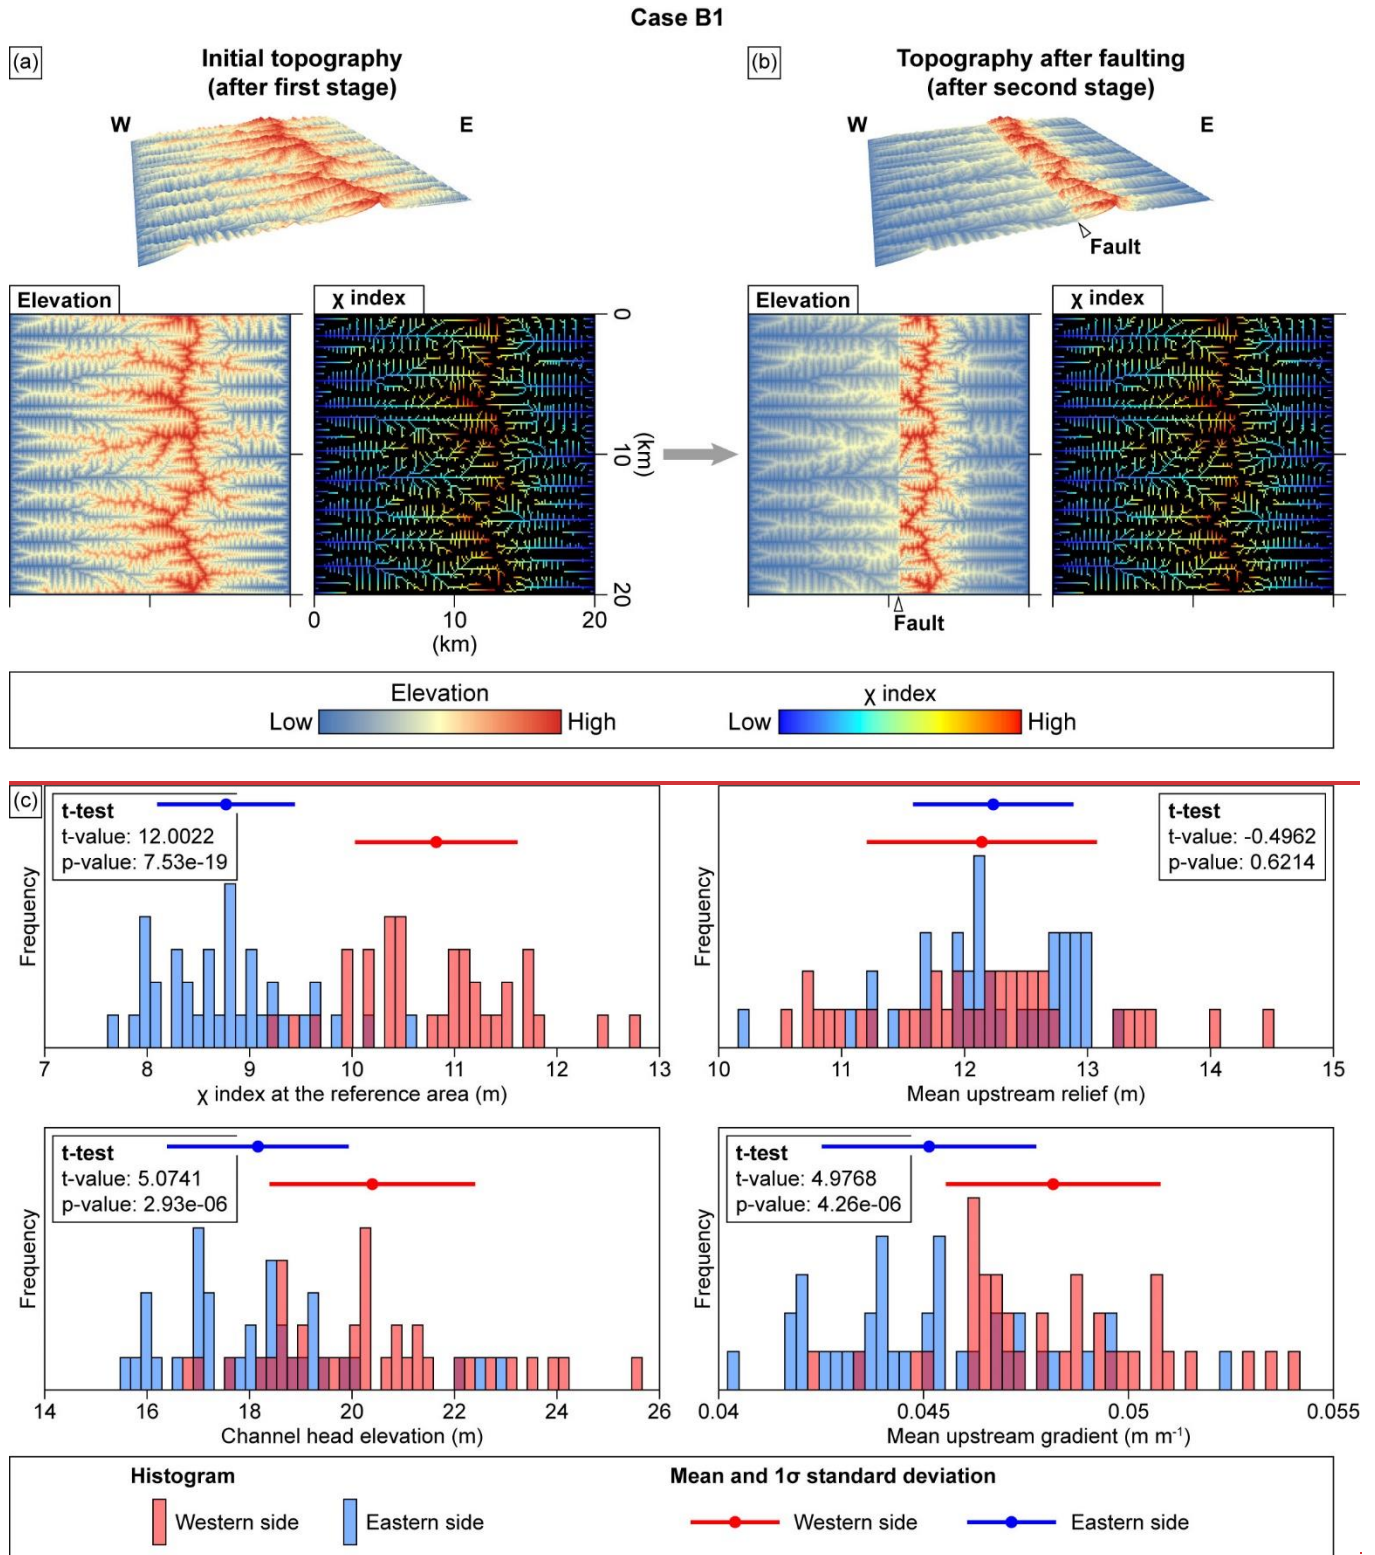 Case B1
(a)
Initial topography
(after first stage)
W
E
(b)
Topography after faulting
(after second stage)
W
E
Fault
Elevation
χ index
0
10
(km)
20
0
10
20
(km)
Elevation
χ index
Fault
Elevation
Low
High
χ index
Low
High
(c)
t-test
t-value: 12.0022
p-value: 7.53e-19
Frequency
7
8
9
10
11
12
13
χ index at the reference area (m)
t-test
t-value: -0.4962
p-value: 0.6214
Frequency
10
11
12
13
14
15
Mean upstream relief (m)
t-test
t-value: 5.0741
p-value: 2.93e-06
Frequency
14
16
18
20
22
24
26
Channel head elevation (m)
t-test
t-value: 4.9768
p-value: 4.26e-06
Frequency
0.04
0.045
0.05
0.055
Mean upstream gradient (m m⁻¹)
Histogram
Western side
Eastern side
Mean and 1σ standard deviation
Western side
Eastern side